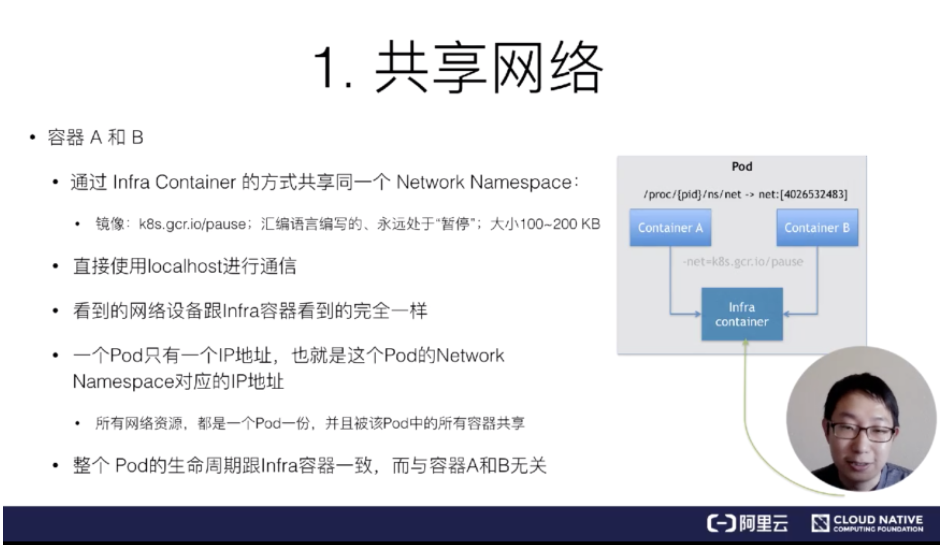 1. 共享网络
• 容器 A 和 B
• 通过 Infra Container 的方式共享同一个 Network Namespace：
• 镜像：k8s.gcr.io/pause；汇编语言编写的、永远处于“暂停”；大小100~200 KB
• 直接使用localhost进行通信
• 看到的网络设备跟Infra容器看到的完全一样
• 一个Pod只有一个IP地址，也就是这个Pod的Network
Namespace对应的IP地址
• 所有网络资源，都是一个Pod一份，并且被该Pod中的所有容器共享
• 整个 Pod的生命周期跟Infra容器一致，而与容器A和B无关
Pod
/proc/{pid}/ns/net -> net:[4026532483]
Container A
Container B
-net=k8s.gcr.io/pause
Infra
container
阿里云
CLOUD NATIVE
COMPUTING FOUNDATION